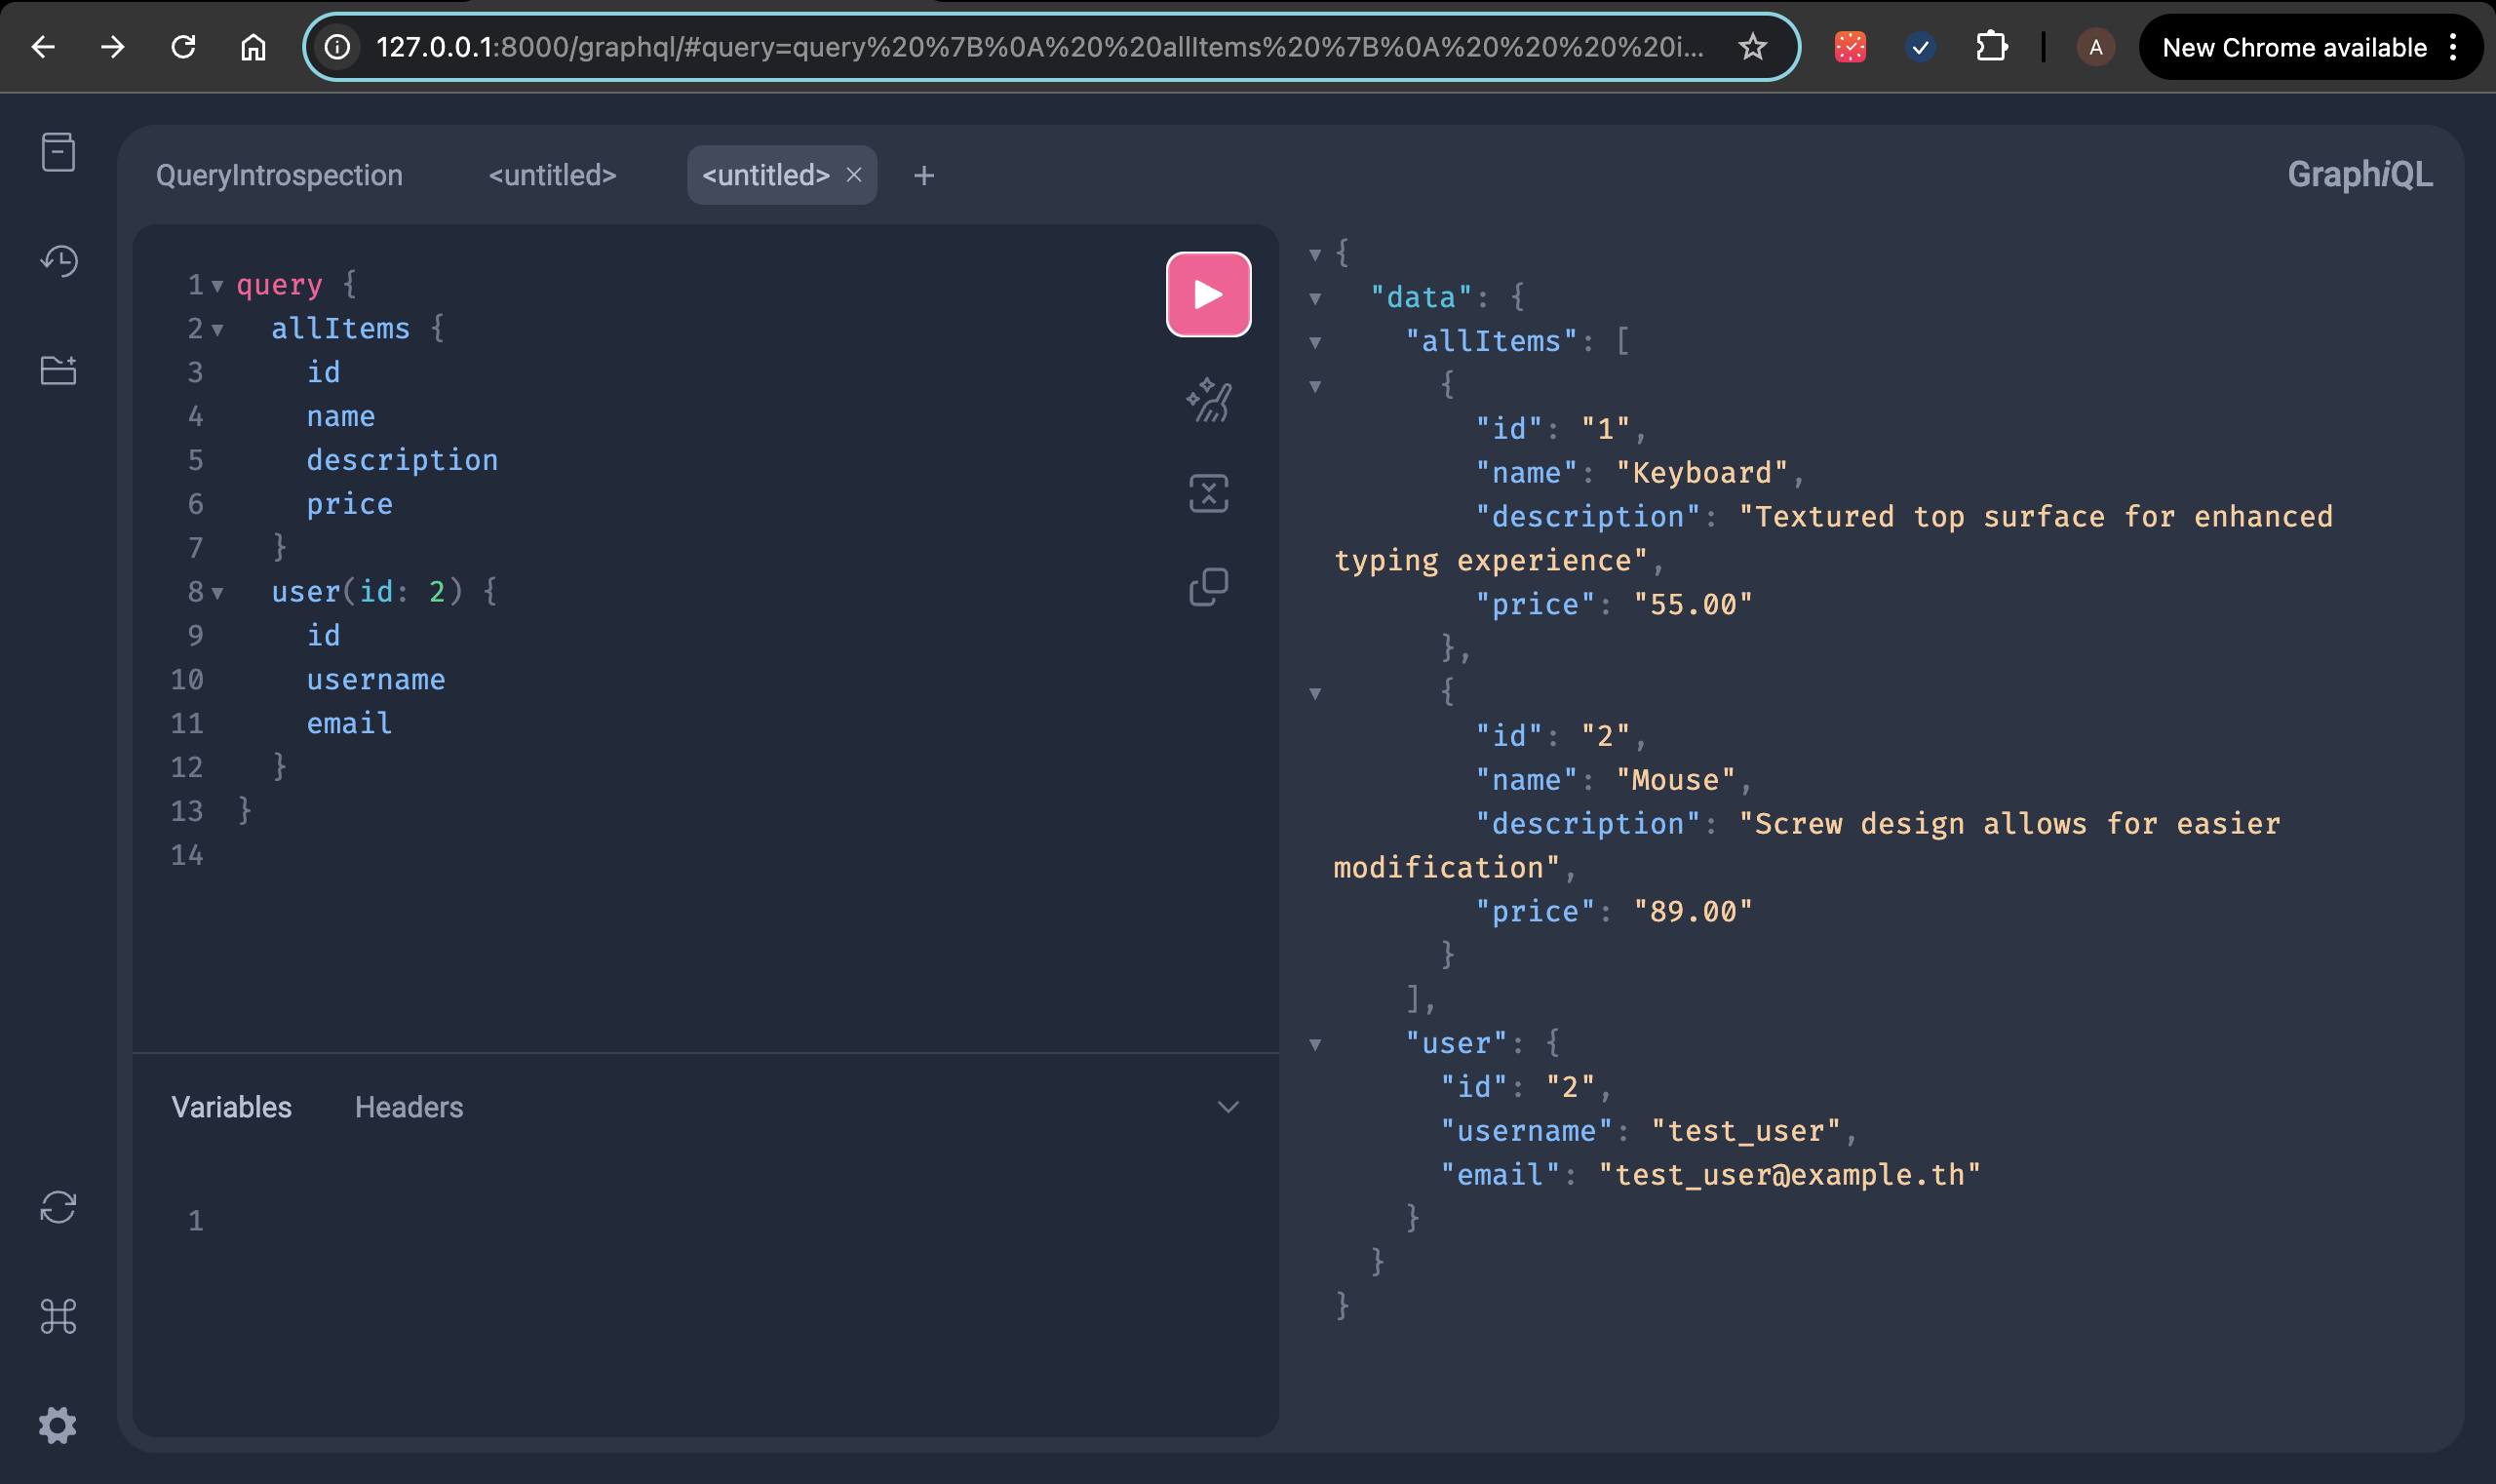 127.0.0.1:8000/graphql/#query=query%20%7B%0A%20%20allItems%20%7B%0A%20%20%20%20i...
A
New Chrome available
QueryIntrospection
<untitled>
<untitled>
GraphiQL
1 query {
2   allItems {
3     id
4     name
5     description
6     price
7   }
8   user(id: 2) {
9     id
10     username
11     email
12   }
13 }
14
Variables
Headers
1
{
  "data": {
    "allItems": [
      {
        "id": "1",
        "name": "Keyboard",
        "description": "Textured top surface for enhanced
typing experience",
        "price": "55.00"
      },
      {
        "id": "2",
        "name": "Mouse",
        "description": "Screw design allows for easier
modification",
        "price": "89.00"
      }
    ],
    "user": {
      "id": "2",
      "username": "test_user",
      "email": "test_user@example.th"
    }
  }
}